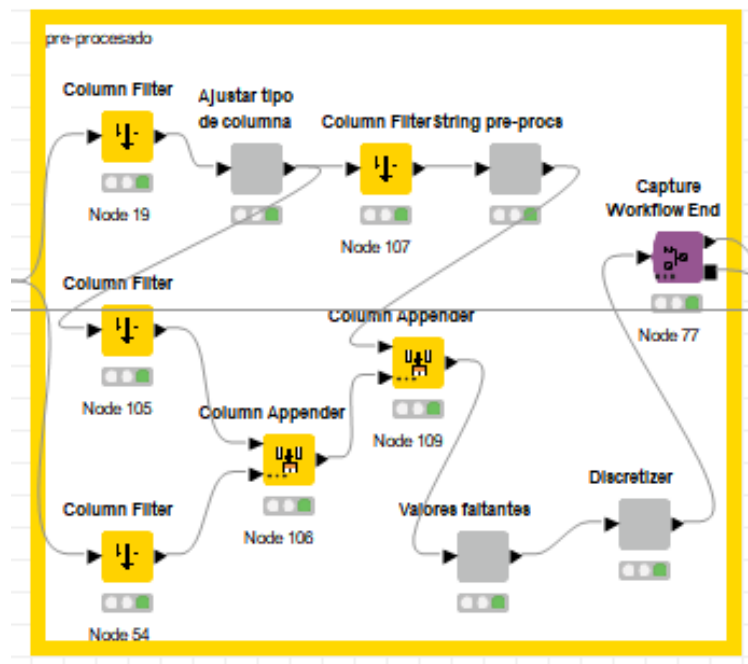 pre-procesado
Column Filter
Node 19
Ajustar tipo
de columna
Column Filter
Node 107
String pre-procs
Capture
Workflow End
Node 77
Column Filter
Node 105
Column Appender
Node 106
Column Appender
Node 109
Column Filter
Node 54
Valores faltantes
Discretizer